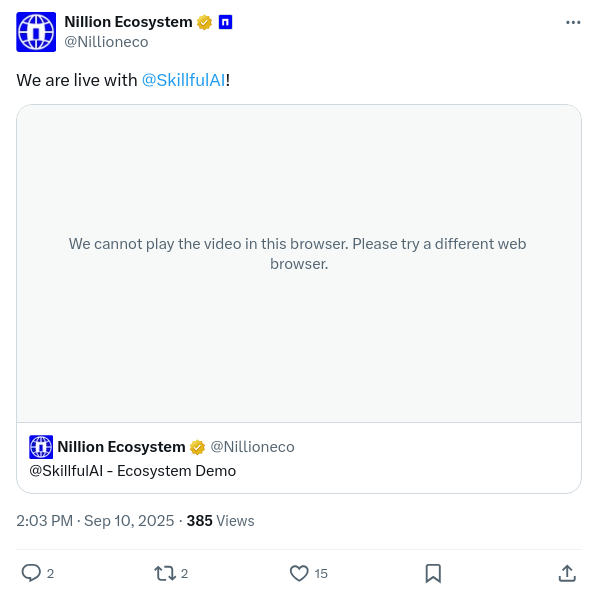 Nillion Ecosystem
@Nillioneco
We are live with @SkillfulAI!
We cannot play the video in this browser. Please try a different web
browser.
Nillion Ecosystem @Nillioneco
@SkillfulAI - Ecosystem Demo
2:03 PM · Sep 10, 2025 · 385 Views
2 2 15